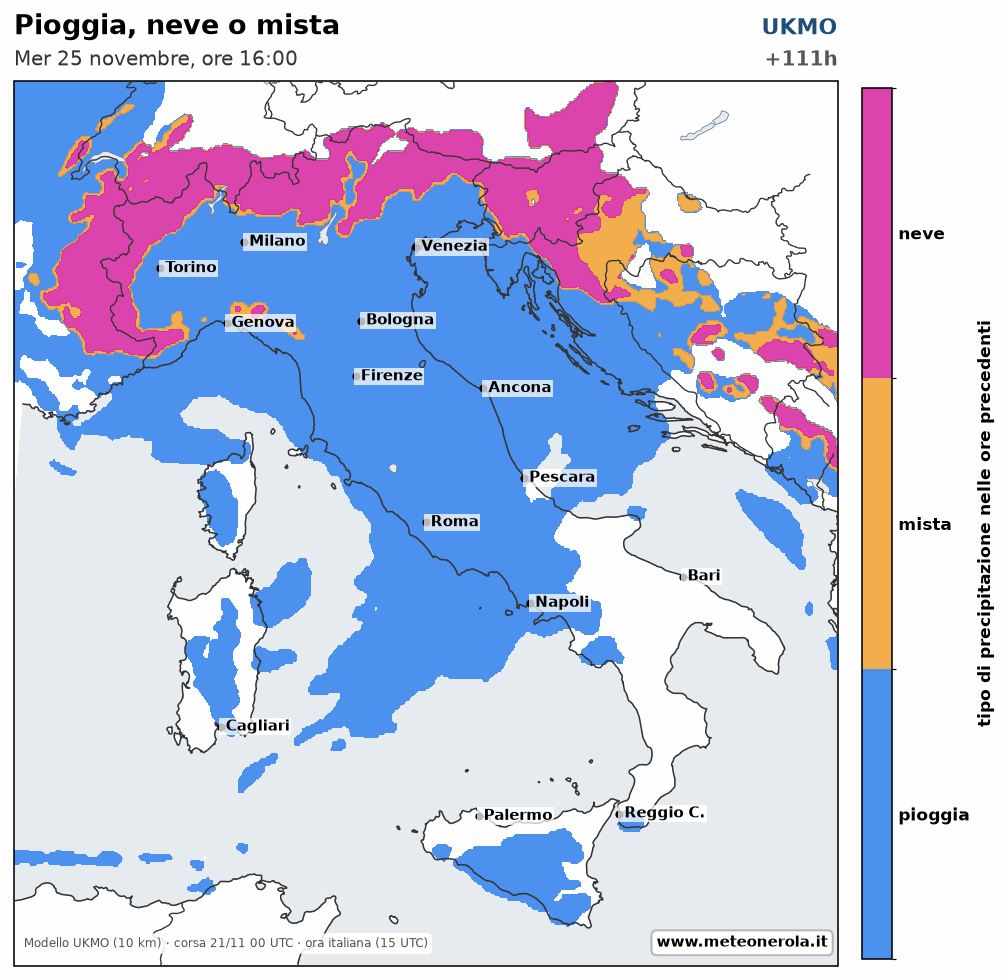 Pioggia, neve o mista
UKMO
Mer 25 novembre, ore 16:00
+111h
neve
Milano
Venezia
Torino
Bologna
Genova
Firenze
Ancona
Pescara
mista
Roma
Bari
Napoli
tipo di precipitazione nelle ore precedenti
Cagliari
Palermo
Reggio C.
pioggia
Modello UKMO (10 km) · corsa 21/11 00 UTC · ora italiana (15 UTC)
www.meteonerola.it